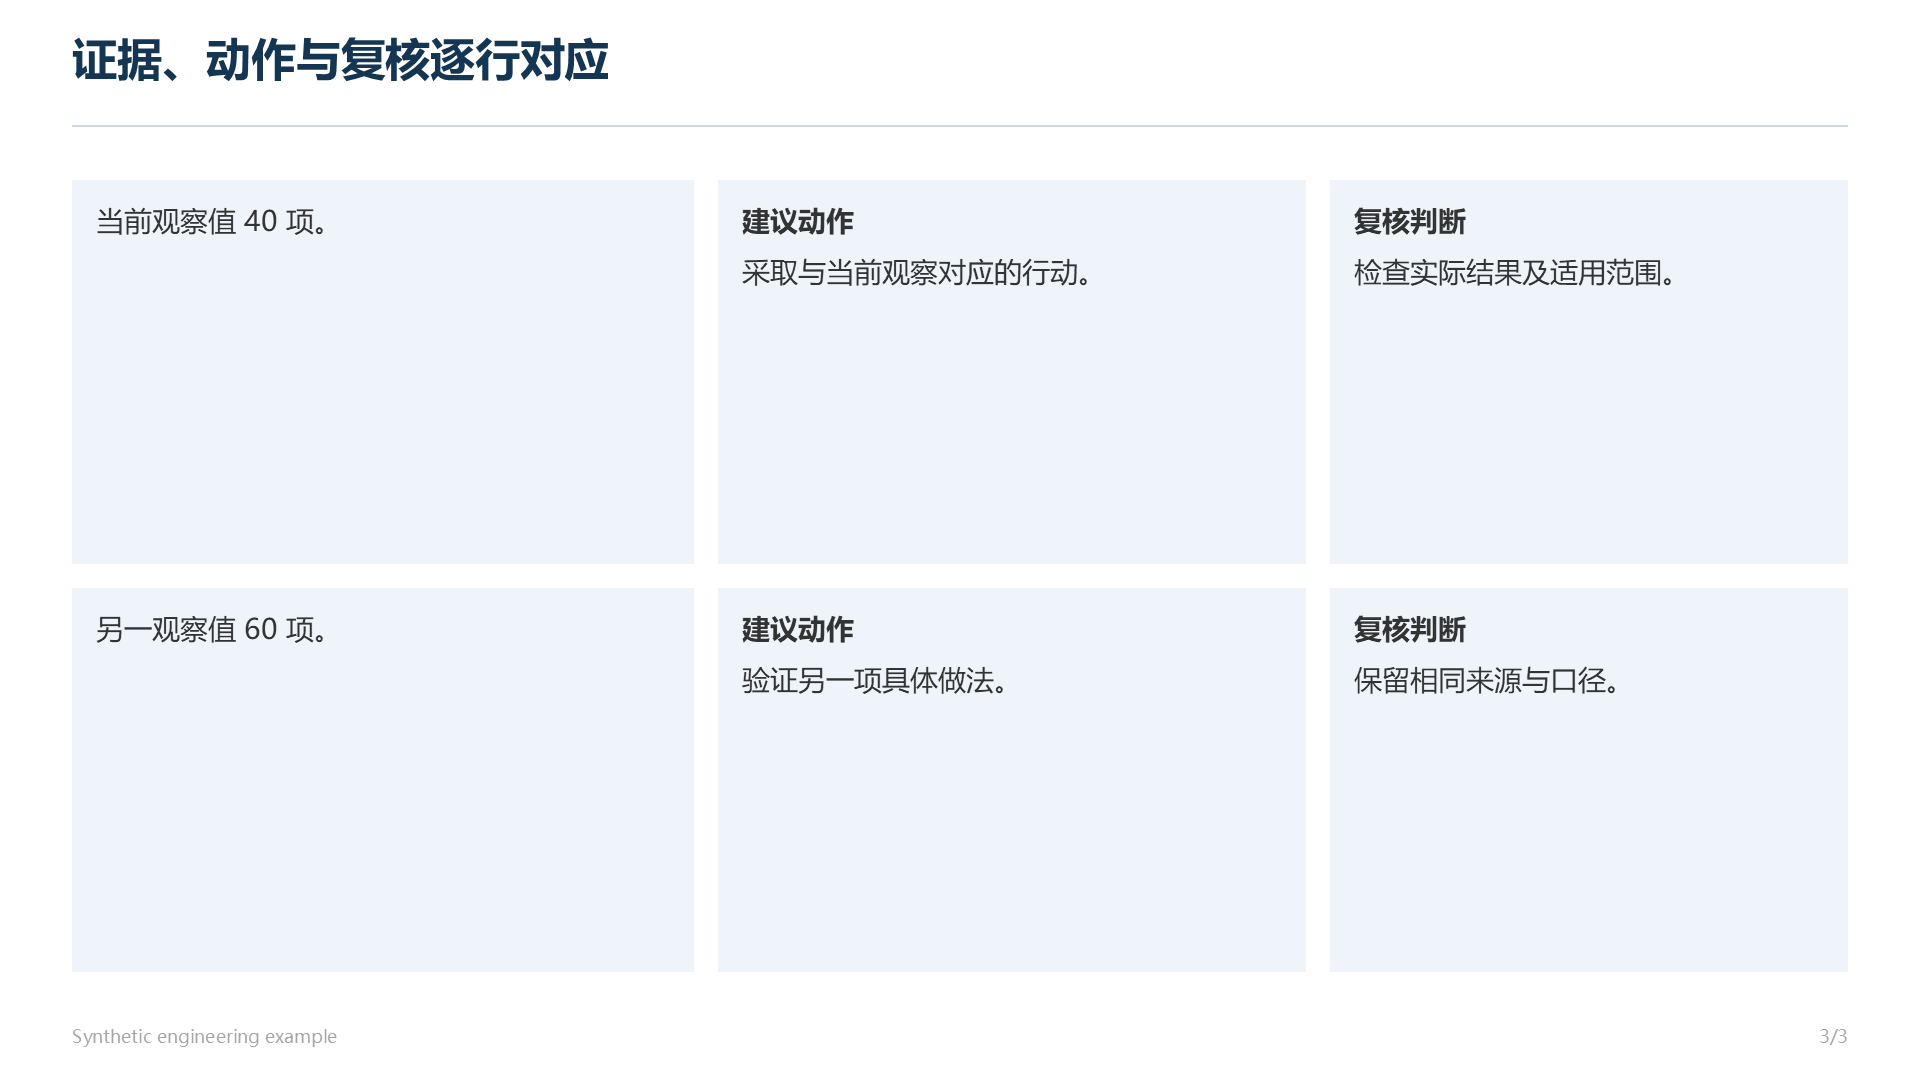 证据、动作与复核逐行对应
当前观察值 40 项。
建议动作
采取与当前观察对应的行动。
复核判断
检查实际结果及适用范围。
另一观察值 60 项。
建议动作
验证另一项具体做法。
复核判断
保留相同来源与口径。
Synthetic engineering example
3/3